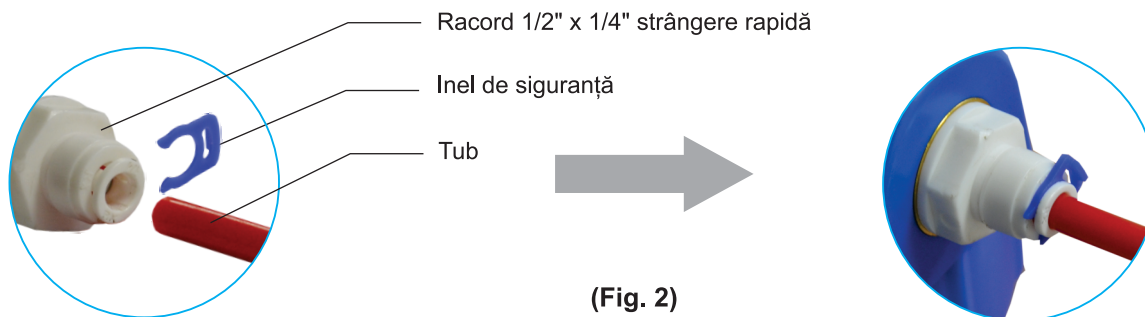 Racord 1/2" x 1/4" strângere rapidă
Inel de siguranță
Tub
(Fig. 2)